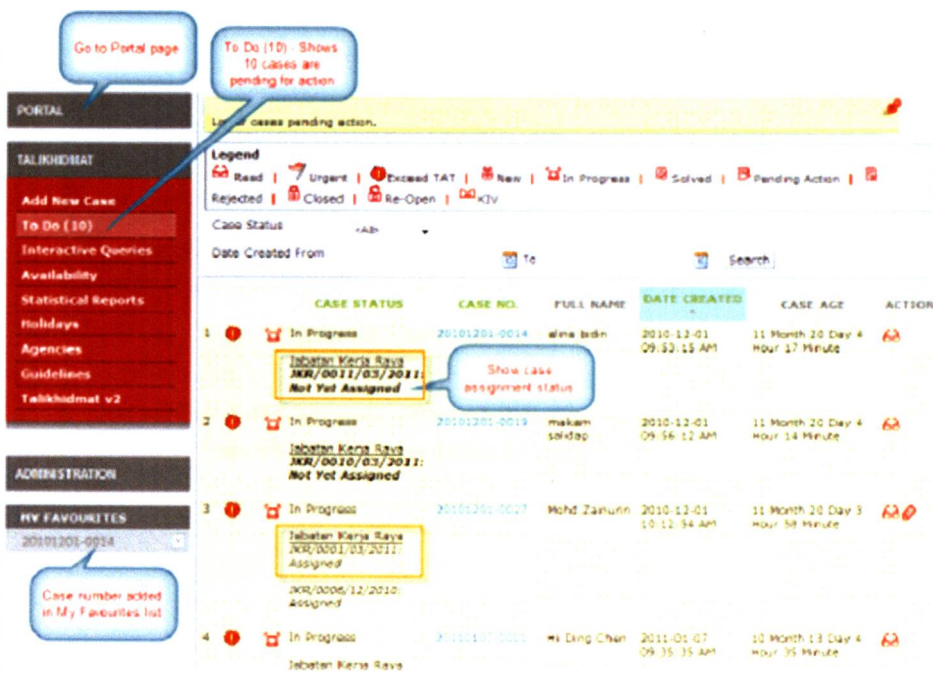 Go to Portal page
To Do (10) - Shows
10 cases are
pending for action
PORTAL
cases pending action.
TALIKHIDMAT
Add New Case
To Do (10)
Interactive Queries
Availability
Statistical Reports
Holidays
Agencies
Guidelines
Talikhidmat v2
ADMINISTRATION
MY FAVOURITES
20101201-0014
Case number added
in My Favourites list
Legend
Read | Urgent | Exceed TAT | New | In Progress | Solved | Pending Action |
Rejected | Closed | Re-Open | KIV
Case Status <All>
Date Created From To Search
CASE STATUS CASE NO. FULL NAME DATE CREATED CASE AGE ACTION
1 In Progress 20101201-0014 alina bidin 2010-12-01 11 Month 20 Day 4
09:53:15 AM Hour 17 Minute
Jabatan Kerja Raya
JKR/0011/03/2011:
Not Yet Assigned
Show case
assignment status
2 In Progress 20101201-0019 makam 2010-12-01 11 Month 20 Day 4
salidap 09:56:12 AM Hour 14 Minute
Jabatan Kerja Raya
JKR/0010/03/2011:
Not Yet Assigned
3 In Progress 20101201-0027 Mohd Zainurin 2010-12-01 11 Month 20 Day 3
10:12:54 AM Hour 58 Minute
Jabatan Kerja Raya
JKR/0001/03/2011:
Assigned
JKR/0006/12/2010:
Assigned
4 In Progress Hi Ding Chen 2011-01-07 10 Month 13 Day 4
09:35:35 AM Hour 35 Minute
Jabatan Kerja Raya